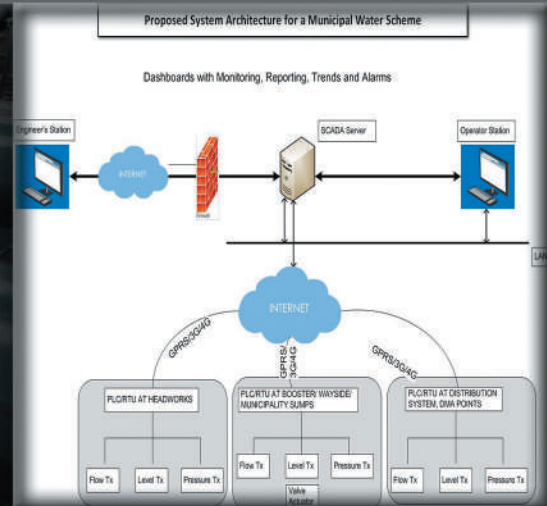 Proposed System Architecture for a Municipal Water Scheme
Dashboards with Monitoring, Reporting, Trends and Alarms
Engineer's Station
SCADA Server
Operator Station
INTERNET
Firewall
LAN
INTERNET
GPRS/3G/4G
GPRS/
3G/4G
GPRS/3G/4G
PLC/RTU AT HEADWORKS
PLC/RTU AT BOOSTER/ WAYSIDE/
MUNICIPALITY SUMPS
PLC/RTU AT DISTRIBUTION
SYSTEM, DMA POINTS
Flow Tx
Level Tx
Pressure Tx
Flow Tx
Level Tx
Pressure Tx
Flow Tx
Level Tx
Pressure Tx
Valve
Actuator